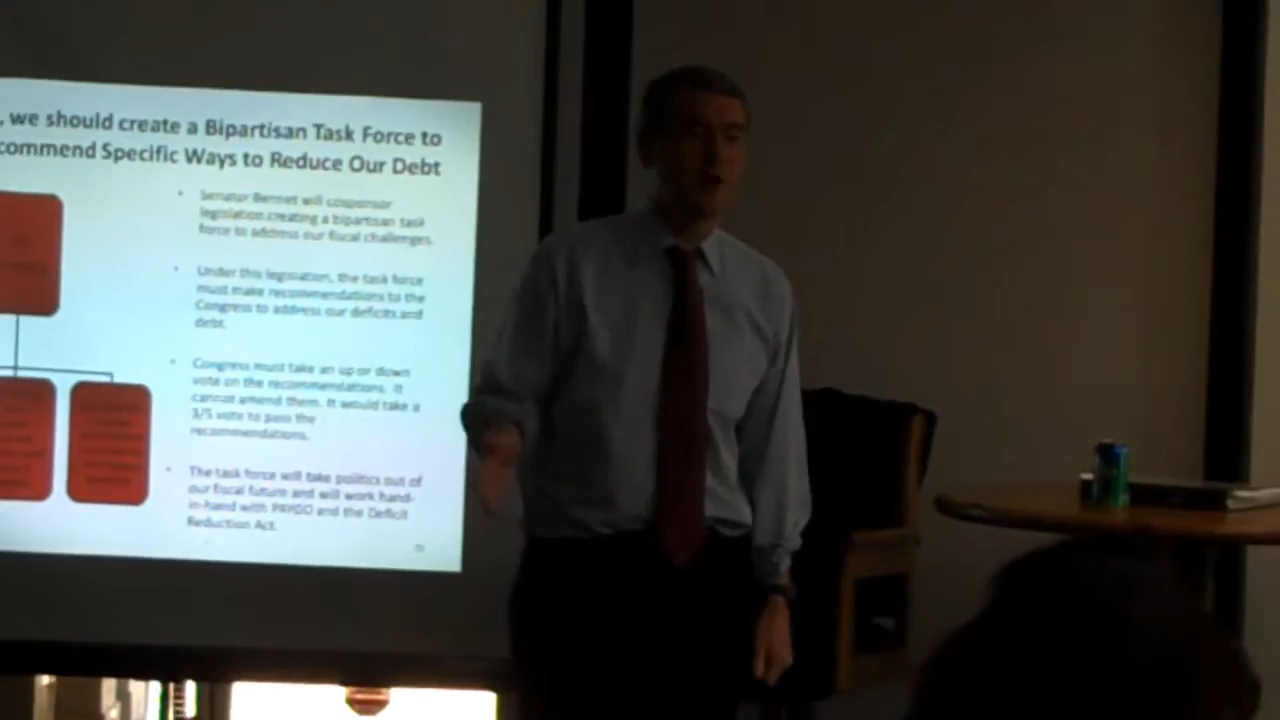 , we should create a Bipartisan Task Force to
commend Specific Ways to Reduce Our Debt
• Senator Bennet will cosponsor
legislation creating a bipartisan task
force to address our fiscal challenges.
• Under this legislation, the task force
must make recommendations to the
Congress to address our deficits and
debt.
• Congress must take an up or down
vote on the recommendations. It
cannot amend them. It would take a
3/5 vote to pass the
recommendations.
• The task force will take politics out of
our fiscal future and will work hand-
in-hand with PAYGO and the Deficit
Reduction Act.